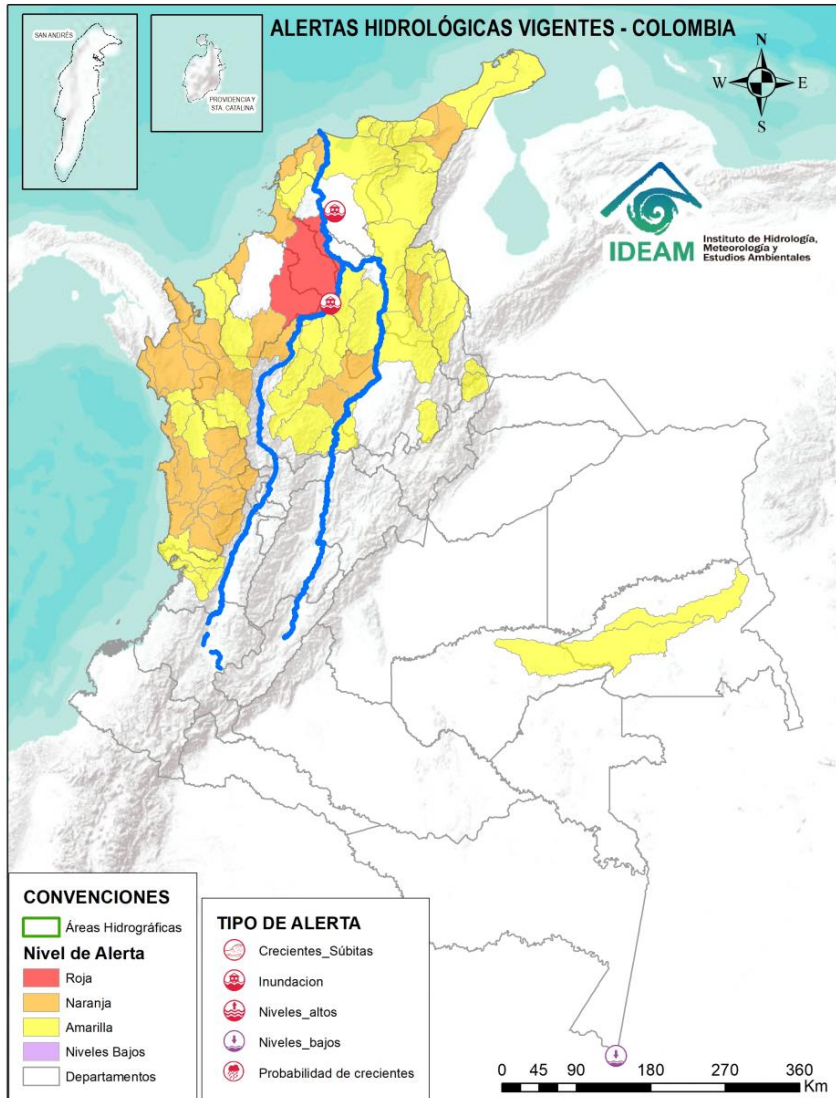 ALERTAS HIDROLÓGICAS VIGENTES - COLOMBIA
SAN ANDRÉS
PROVIDENCIA Y
STA. CATALINA
N
W
E
S
IDEAM
Instituto de Hidrología,
Meteorología y
Estudios Ambientales
CONVENCIONES
Áreas Hidrográficas
Nivel de Alerta
Roja
Naranja
Amarilla
Niveles Bajos
Departamentos
TIPO DE ALERTA
Crecientes_Súbitas
Inundacion
Niveles_altos
Niveles_bajos
Probabilidad de crecientes
0 45 90 180 270 360
Km